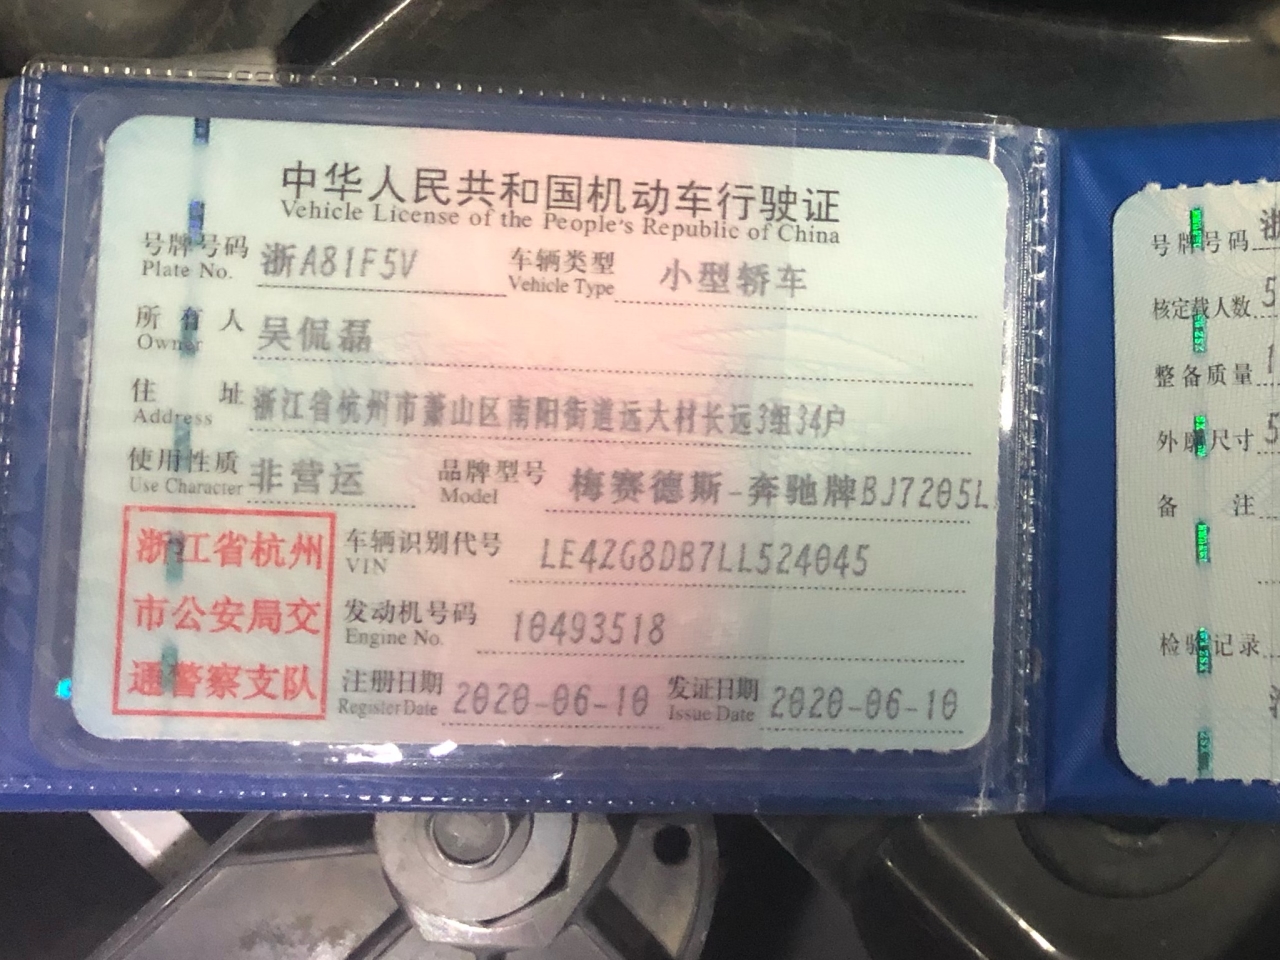 中华人民共和国机动车行驶证
Vehicle License of the People's Republic of China
号牌号码 浙A81F5V 车辆类型 小型轿车
Plate No. Vehicle Type
所有人 吴侃磊
Owner
住址 浙江省杭州市萧山区南阳街道远大村长远3组34户
Address
使用性质 非营运 品牌型号 梅赛德斯-奔驰牌BJ7205L
Use Character Model
浙江省杭州
市公安局交
通警察支队
车辆识别代号 LE4ZG8DB7LL524045
VIN
发动机号码 10493518
Engine No.
注册日期 2020-06-10 发证日期 2020-06-10
Register Date Issue Date
号牌号码 浙
核定载人数 5
整备质量 1
外廓尺寸 5
备注
检验记录